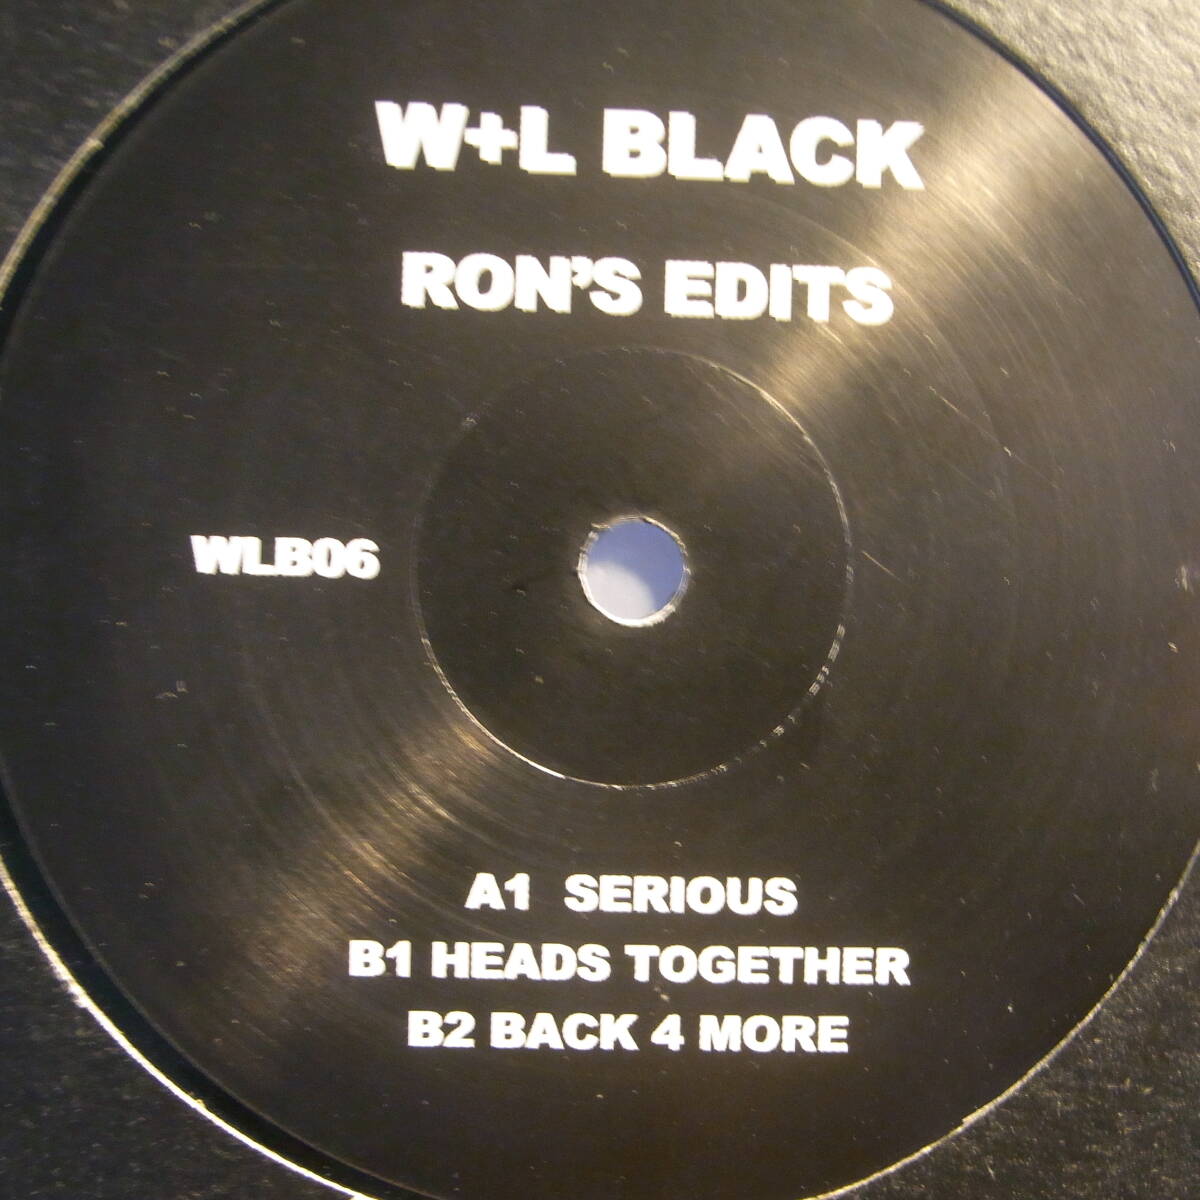 W+L BLACK
RON'S EDITS
WLB06
A1 SERIOUS
B1 HEADS TOGETHER
B2 BACK 4 MORE